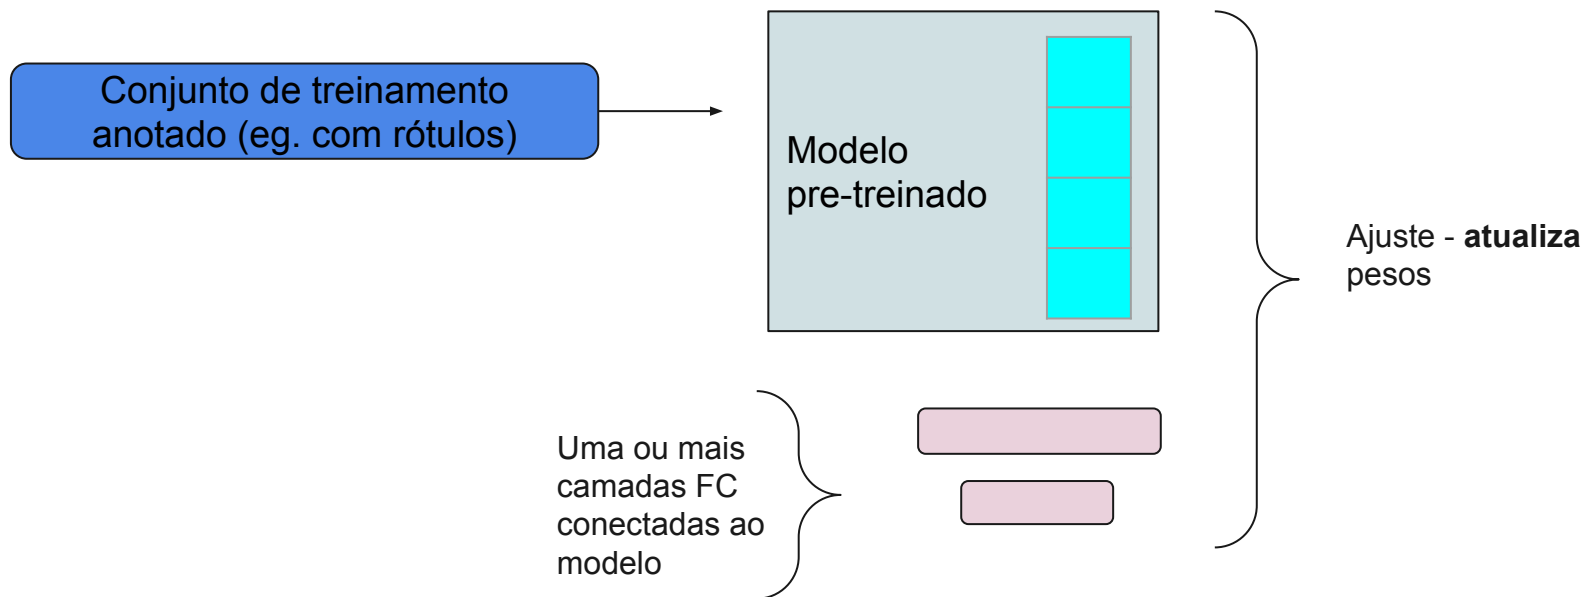 Conjunto de treinamento
anotado (eg. com rótulos)
Modelo
pre-treinado
Ajuste - atualiza
pesos
Uma ou mais
camadas FC
conectadas ao
modelo